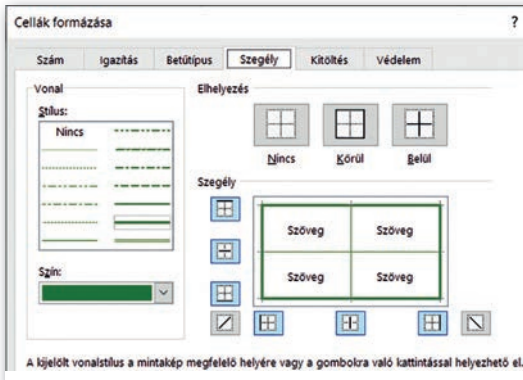 Cellák formázása
?
Szám Igazítás Betűtípus Szegély Kitöltés Védelem
Vonal
Stílus:
Nincs
Szín:
Elhelyezés
Nincs Körül Belül
Szegély
Szöveg Szöveg
Szöveg Szöveg
A kijelölt vonalstílus a mintakép megfelelő helyére vagy a gombokra való kattintással helyezhető el.